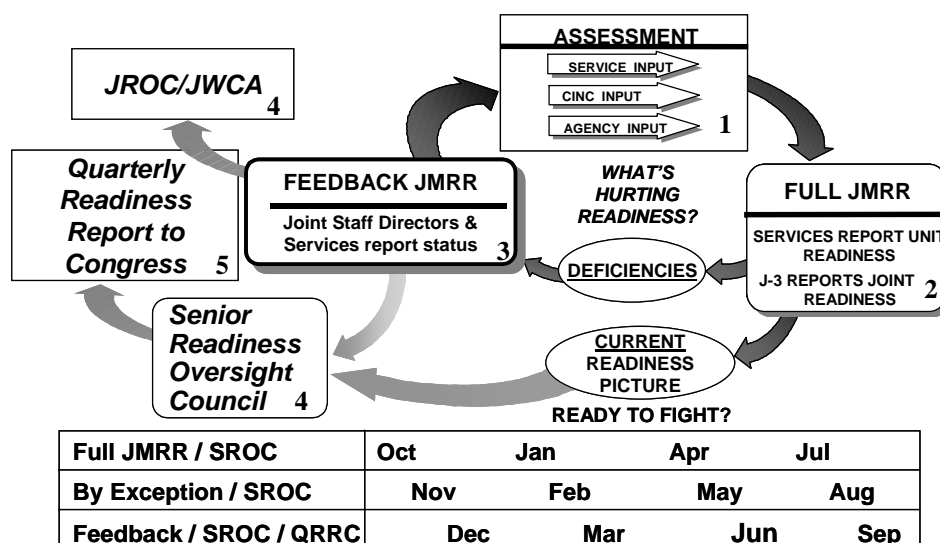 ASSESSMENT
SERVICE INPUT
CINC INPUT
AGENCY INPUT
1
JROC/JWCA
4
Quarterly
Readiness
Report to
Congress
5
FEEDBACK JMRR
Joint Staff Directors &
Services report status
3
WHAT'S
HURTING
READINESS?
DEFICIENCIES
FULL JMRR
SERVICES REPORT UNIT
READINESS
J-3 REPORTS JOINT
READINESS
2
Senior
Readiness
Oversight
Council
4
CURRENT
READINESS
PICTURE
READY TO FIGHT?
Full JMRR / SROC Oct Jan Apr Jul
By Exception / SROC Nov Feb May Aug
Feedback / SROC / QRRC Dec Mar Jun Sep